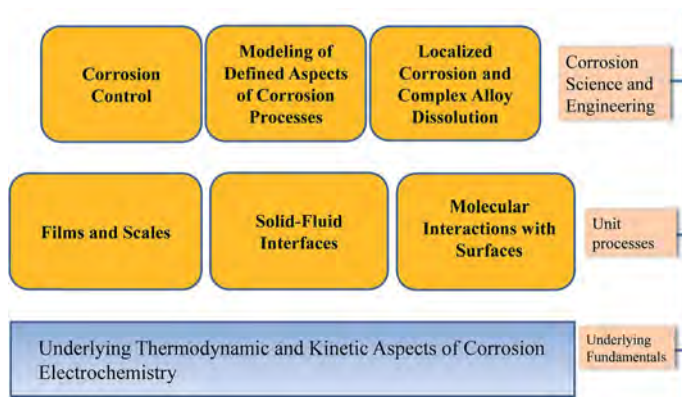 Corrosion
Control
Modeling of
Defined Aspects
of Corrosion
Processes
Localized
Corrosion and
Complex Alloy
Dissolution
Corrosion
Science and
Engineering
Films and Scales
Solid-Fluid
Interfaces
Molecular
Interactions with
Surfaces
Unit
processes
Underlying Thermodynamic and Kinetic Aspects of Corrosion
Electrochemistry
Underlying
Fundamentals